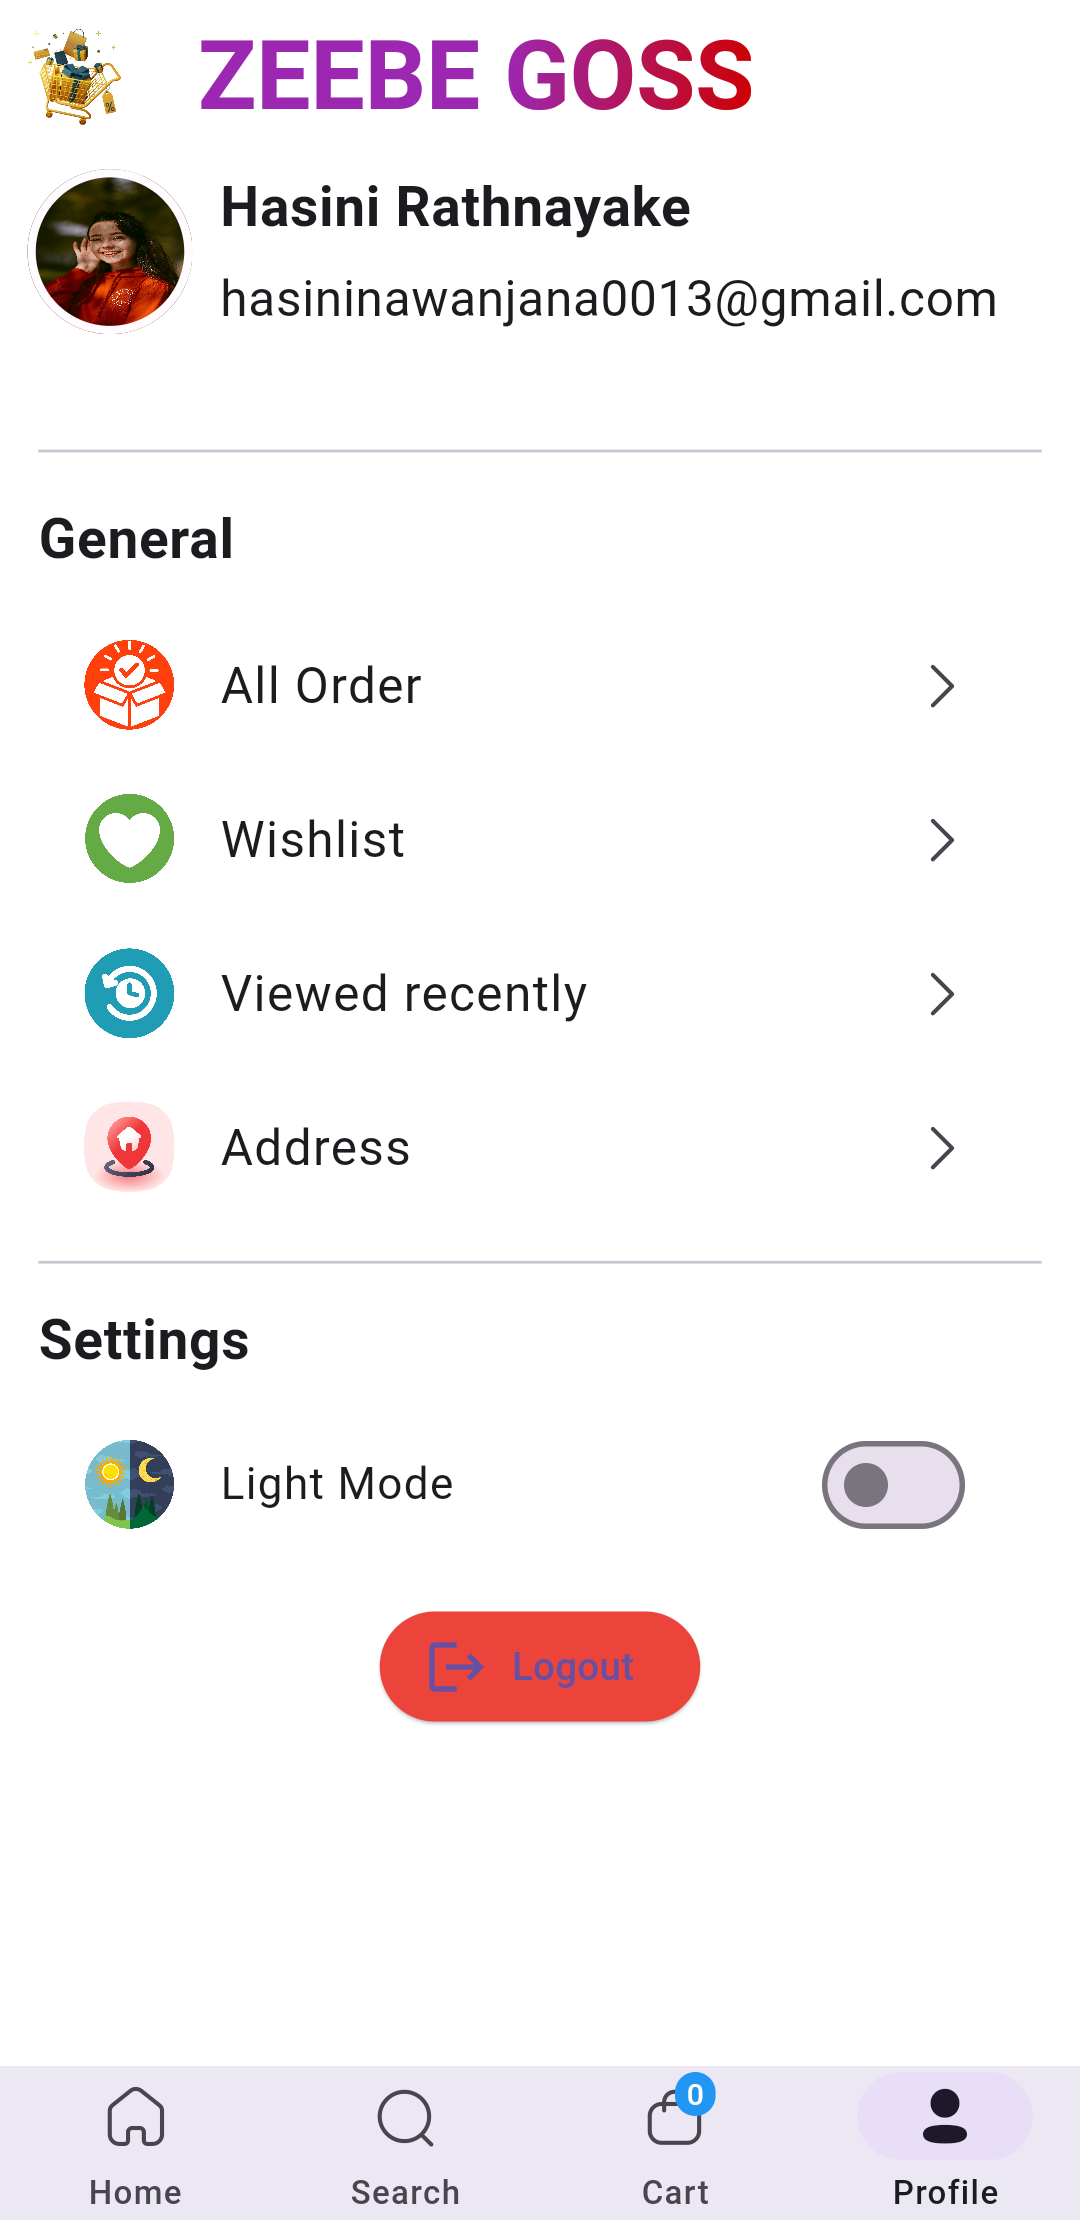 ZEEBE GOSS
Hasini Rathnayake
hasininawanjana0013@gmail.com
General
All Order
Wishlist
Viewed recently
Address
Settings
Light Mode
Logout
0
Home
Search
Cart
Profile